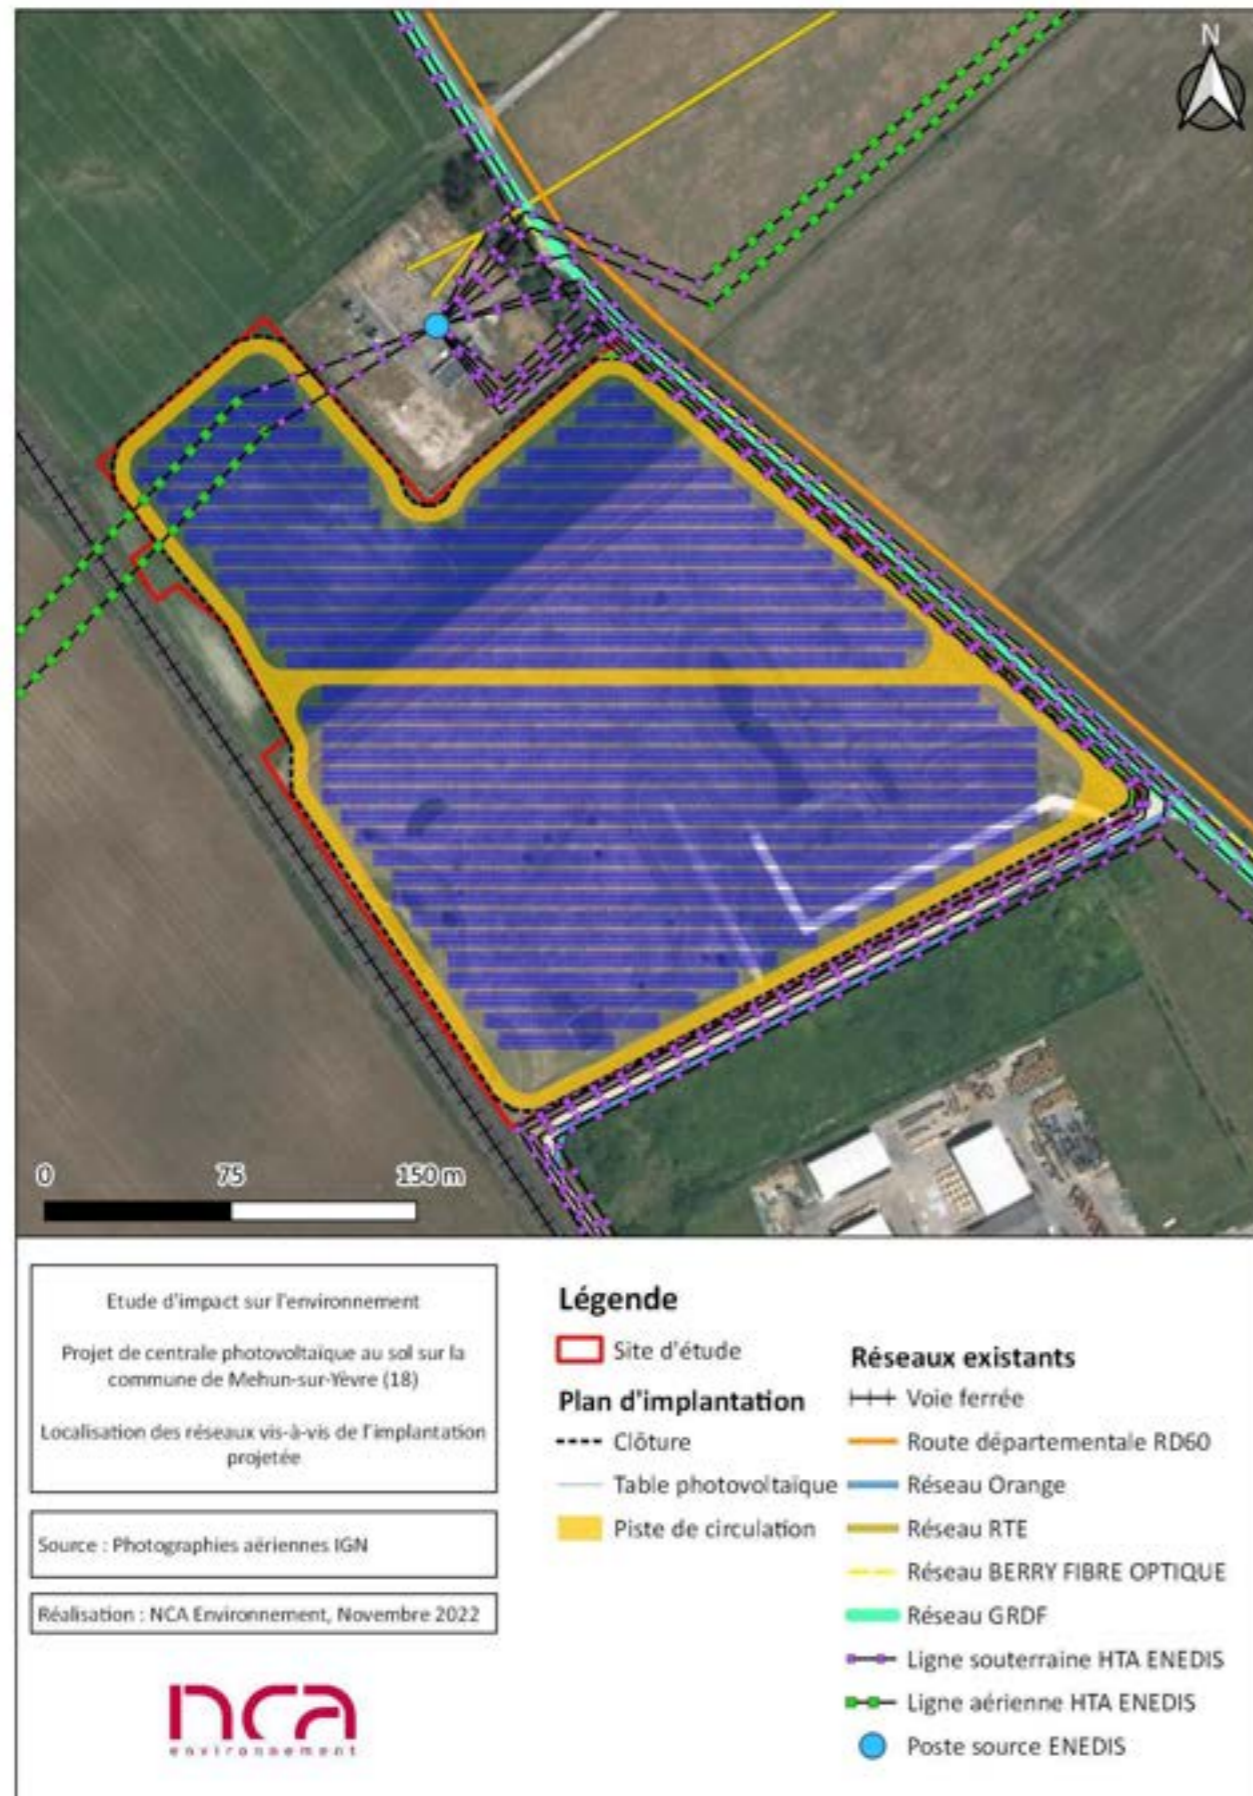 N
0 75 150 m
Etude d'impact sur l'environnement
Projet de centrale photovoltaïque au sol sur la
commune de Mehun-sur-Yèvre (18)
Localisation des réseaux vis-à-vis de l'implantation
projetée
Source : Photographies aériennes IGN
Réalisation : NCA Environnement, Novembre 2022
nca
environnement
Légende
Site d'étude
Plan d'implantation
Clôture
Table photovoltaïque
Piste de circulation
Réseaux existants
Voie ferrée
Route départementale RD60
Réseau Orange
Réseau RTE
Réseau BERRY FIBRE OPTIQUE
Réseau GRDF
Ligne souterraine HTA ENEDIS
Ligne aérienne HTA ENEDIS
Poste source ENEDIS